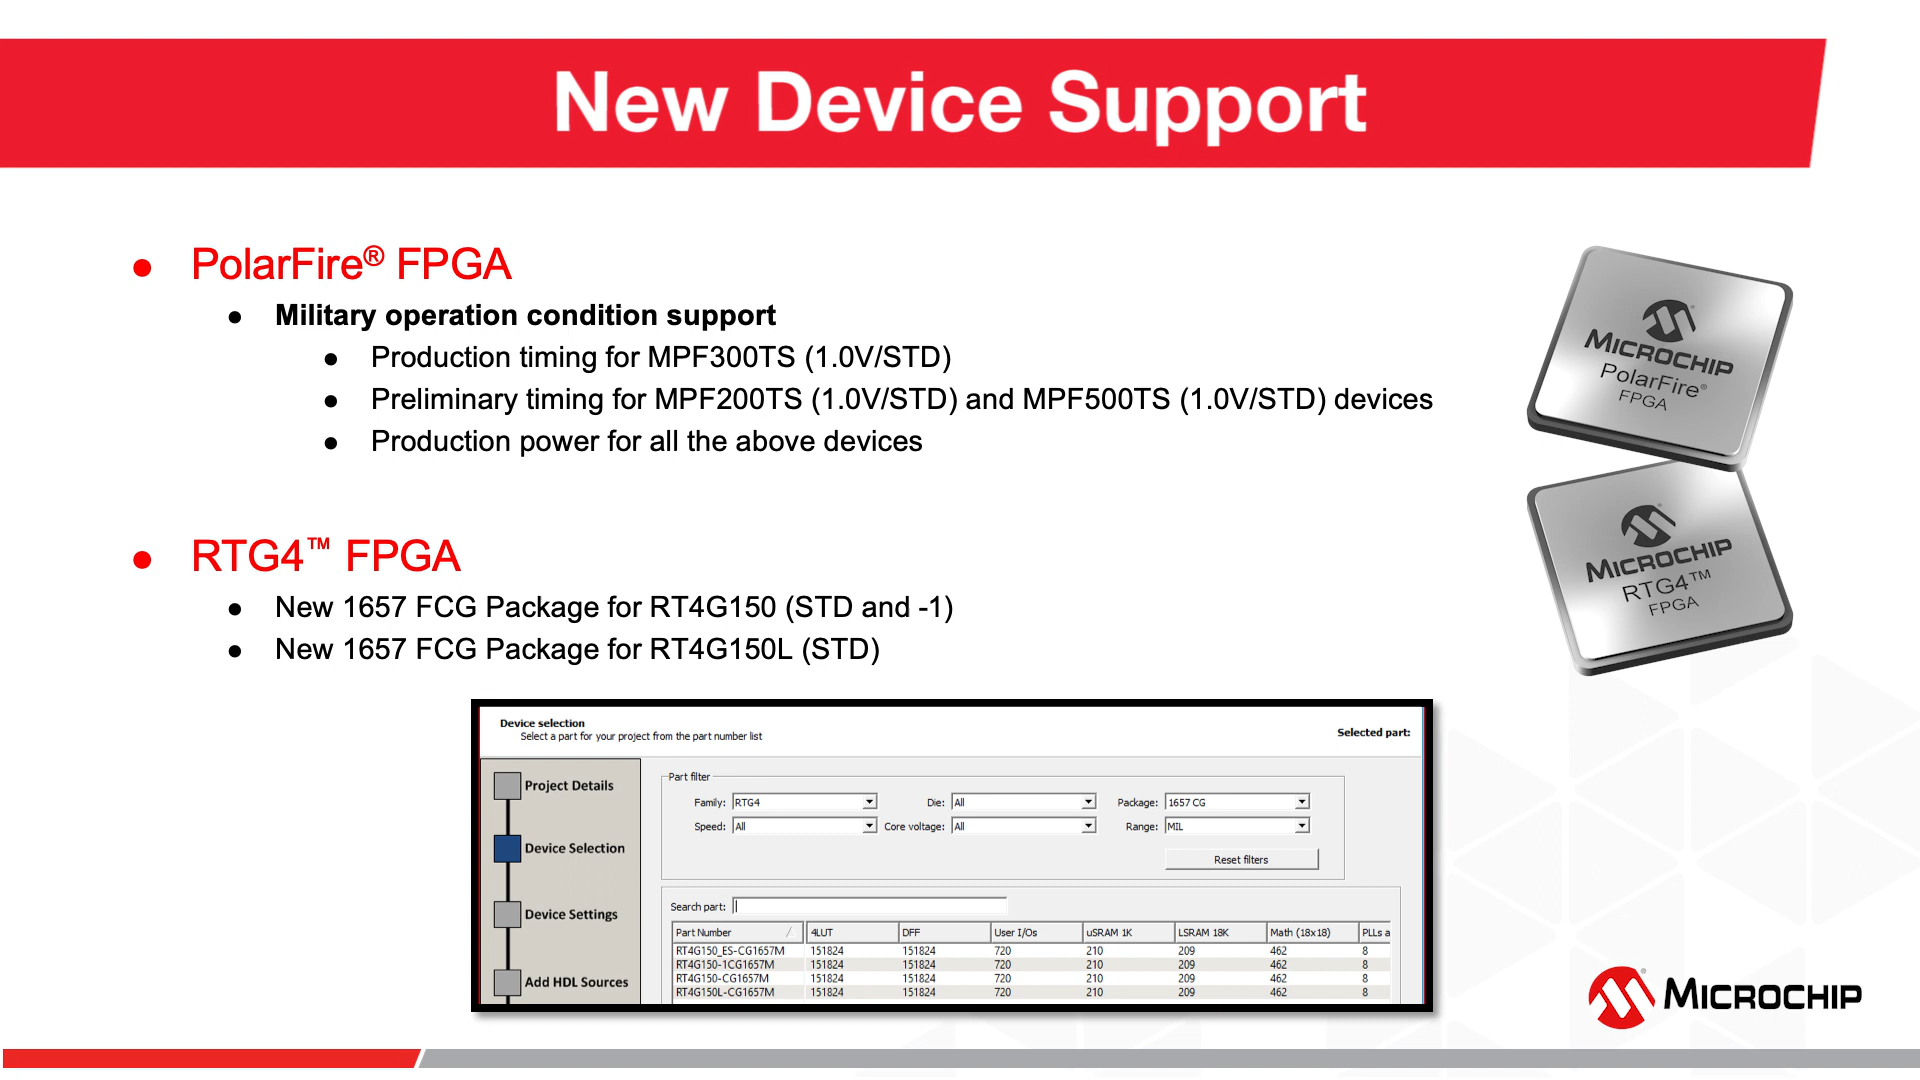 New Device Support
● PolarFire® FPGA
● Military operation condition support
● Production timing for MPF300TS (1.0V/STD)
● Preliminary timing for MPF200TS (1.0V/STD) and MPF500TS (1.0V/STD) devices
● Production power for all the above devices
● RTG4™ FPGA
● New 1657 FCG Package for RT4G150 (STD and -1)
● New 1657 FCG Package for RT4G150L (STD)
MICROCHIP
PolarFire®
FPGA
MICROCHIP
RTG4™
FPGA
Device selection
Select a part for your project from the part number list
Selected part:
Project Details
Device Selection
Device Settings
Add HDL Sources
Part filter
Family: RTG4 Die: All Package: 1657 CG
Speed: All Core voltage: All Range: MIL
Reset filters
Search part:
Part Number 4LUT DFF User I/Os uSRAM 1K LSRAM 18K Math (18x18) PLLs a
RT4G150_ES-CG1657M 151824 151824 720 210 209 462 8
RT4G150-1CG1657M 151824 151824 720 210 209 462 8
RT4G150-CG1657M 151824 151824 720 210 209 462 8
RT4G150L-CG1657M 151824 151824 720 210 209 462 8
MICROCHIP